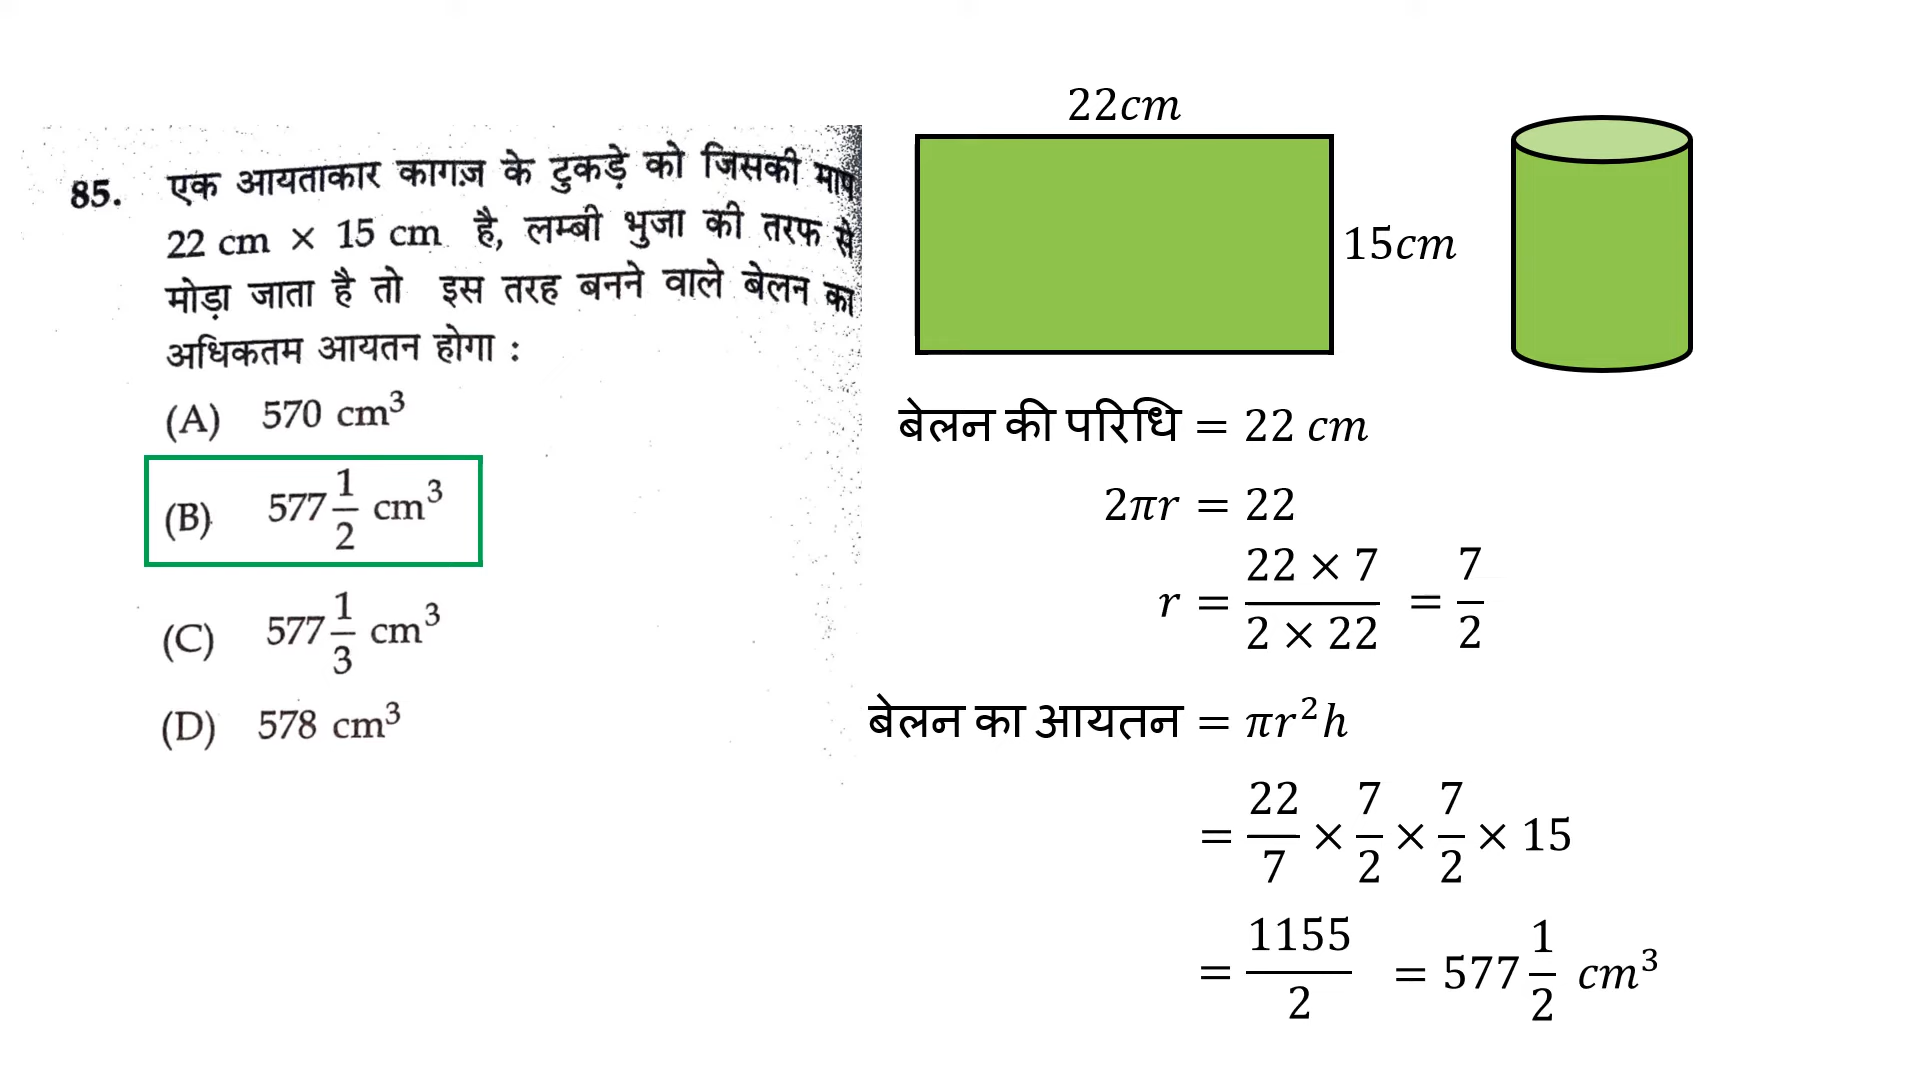 85. एक आयताकार कागज़ के टुकड़े को जिसकी माप
22 cm × 15 cm है, लम्बी भुजा की तरफ से
मोड़ा जाता है तो इस तरह बनने वाले बेलन का
अधिकतम आयतन होगा :
(A) 570 cm³
(B) 577 1/2 cm³
(C) 577 1/3 cm³
(D) 578 cm³
22cm
15cm
बेलन की परिधि = 22 cm
2πr = 22
r = (22 × 7)/(2 × 22) = 7/2
बेलन का आयतन = πr²h
= 22/7 × 7/2 × 7/2 × 15
= 1155/2 = 577 1/2 cm³